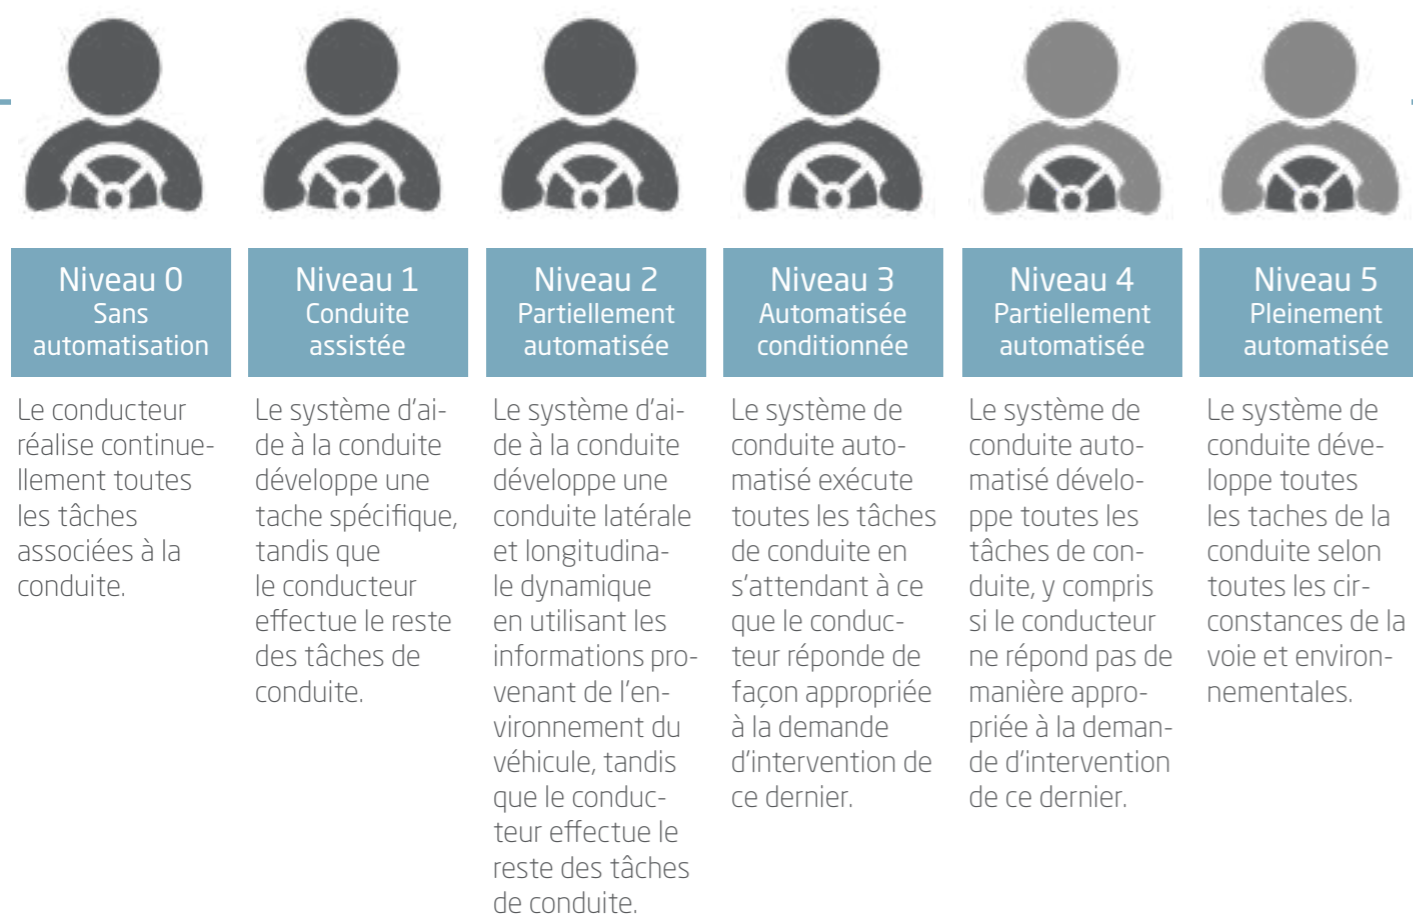 Niveau 0
Sans
automatisation
Le conducteur
réalise continue-
llement toutes
les tâches
associées à la
conduite.
Niveau 1
Conduite
assistée
Le système d'ai-
de à la conduite
développe une
tache spécifique,
tandis que
le conducteur
effectue le reste
des tâches de
conduite.
Niveau 2
Partiellement
automatisée
Le système d'ai-
de à la conduite
développe une
conduite latérale
et longitudina-
le dynamique
en utilisant les
informations pro-
venant de l'en-
vironnement du
véhicule, tandis
que le conduc-
teur effectue le
reste des tâches
de conduite.
Niveau 3
Automatisée
conditionnée
Le système de
conduite auto-
matisé exécute
toutes les tâches
de conduite en
s'attendant à ce
que le conduc-
teur réponde de
façon appropriée
à la demande
d'intervention de
ce dernier.
Niveau 4
Partiellement
automatisée
Le système de
conduite auto-
matisé dévelo-
ppe toutes les
tâches de con-
duite, y compris
si le conducteur
ne répond pas de
manière appro-
priée à la deman-
de d'intervention
de ce dernier.
Niveau 5
Pleinement
automatisée
Le système de
conduite déve-
loppe toutes
les taches de la
conduite selon
toutes les cir-
constances de la
voie et environ-
nementales.